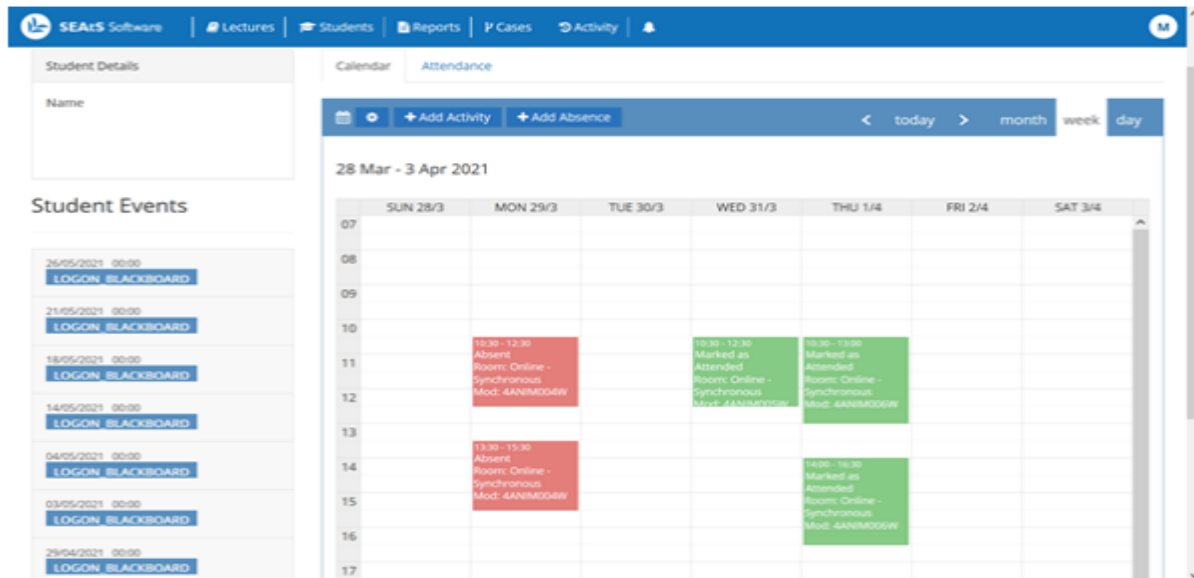 SEAtS Software
Lectures
Students
Reports
Cases
Activity
M
Student Details
Name
Student Events
26/05/2021 00:00
LOGON_BLACKBOARD
21/05/2021 00:00
LOGON_BLACKBOARD
18/05/2021 00:00
LOGON_BLACKBOARD
14/05/2021 00:00
LOGON_BLACKBOARD
04/05/2021 00:00
LOGON_BLACKBOARD
03/05/2021 00:00
LOGON_BLACKBOARD
29/04/2021 00:00
LOGON_BLACKBOARD
Calendar Attendance
+ Add Activity + Add Absence
< today > month week day
28 Mar - 3 Apr 2021
SUN 28/3 MON 29/3 TUE 30/3 WED 31/3 THU 1/4 FRI 2/4 SAT 3/4
07
08
09
10
11
12
13
14
15
16
17
10:30 - 12:30
Absent
Room: Online -
Synchronous
Mod: 4ANIM004W
13:30 - 15:30
Absent
Room: Online -
Synchronous
Mod: 4ANIM004W
10:30 - 12:30
Marked as
Attended
Room: Online -
Synchronous
Mod: 4ANIM005W
10:30 - 13:00
Marked as
Attended
Room: Online -
Synchronous
Mod: 4ANIM006W
14:00 - 16:30
Marked as
Attended
Room: Online -
Synchronous
Mod: 4ANIM006W